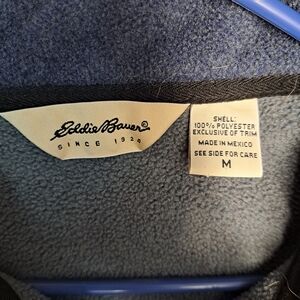 Eddie Bauer®
SINCE 1920
SHELL:
100% POLYESTER
EXCLUSIVE OF TRIM
MADE IN MEXICO
SEE SIDE FOR CARE
M